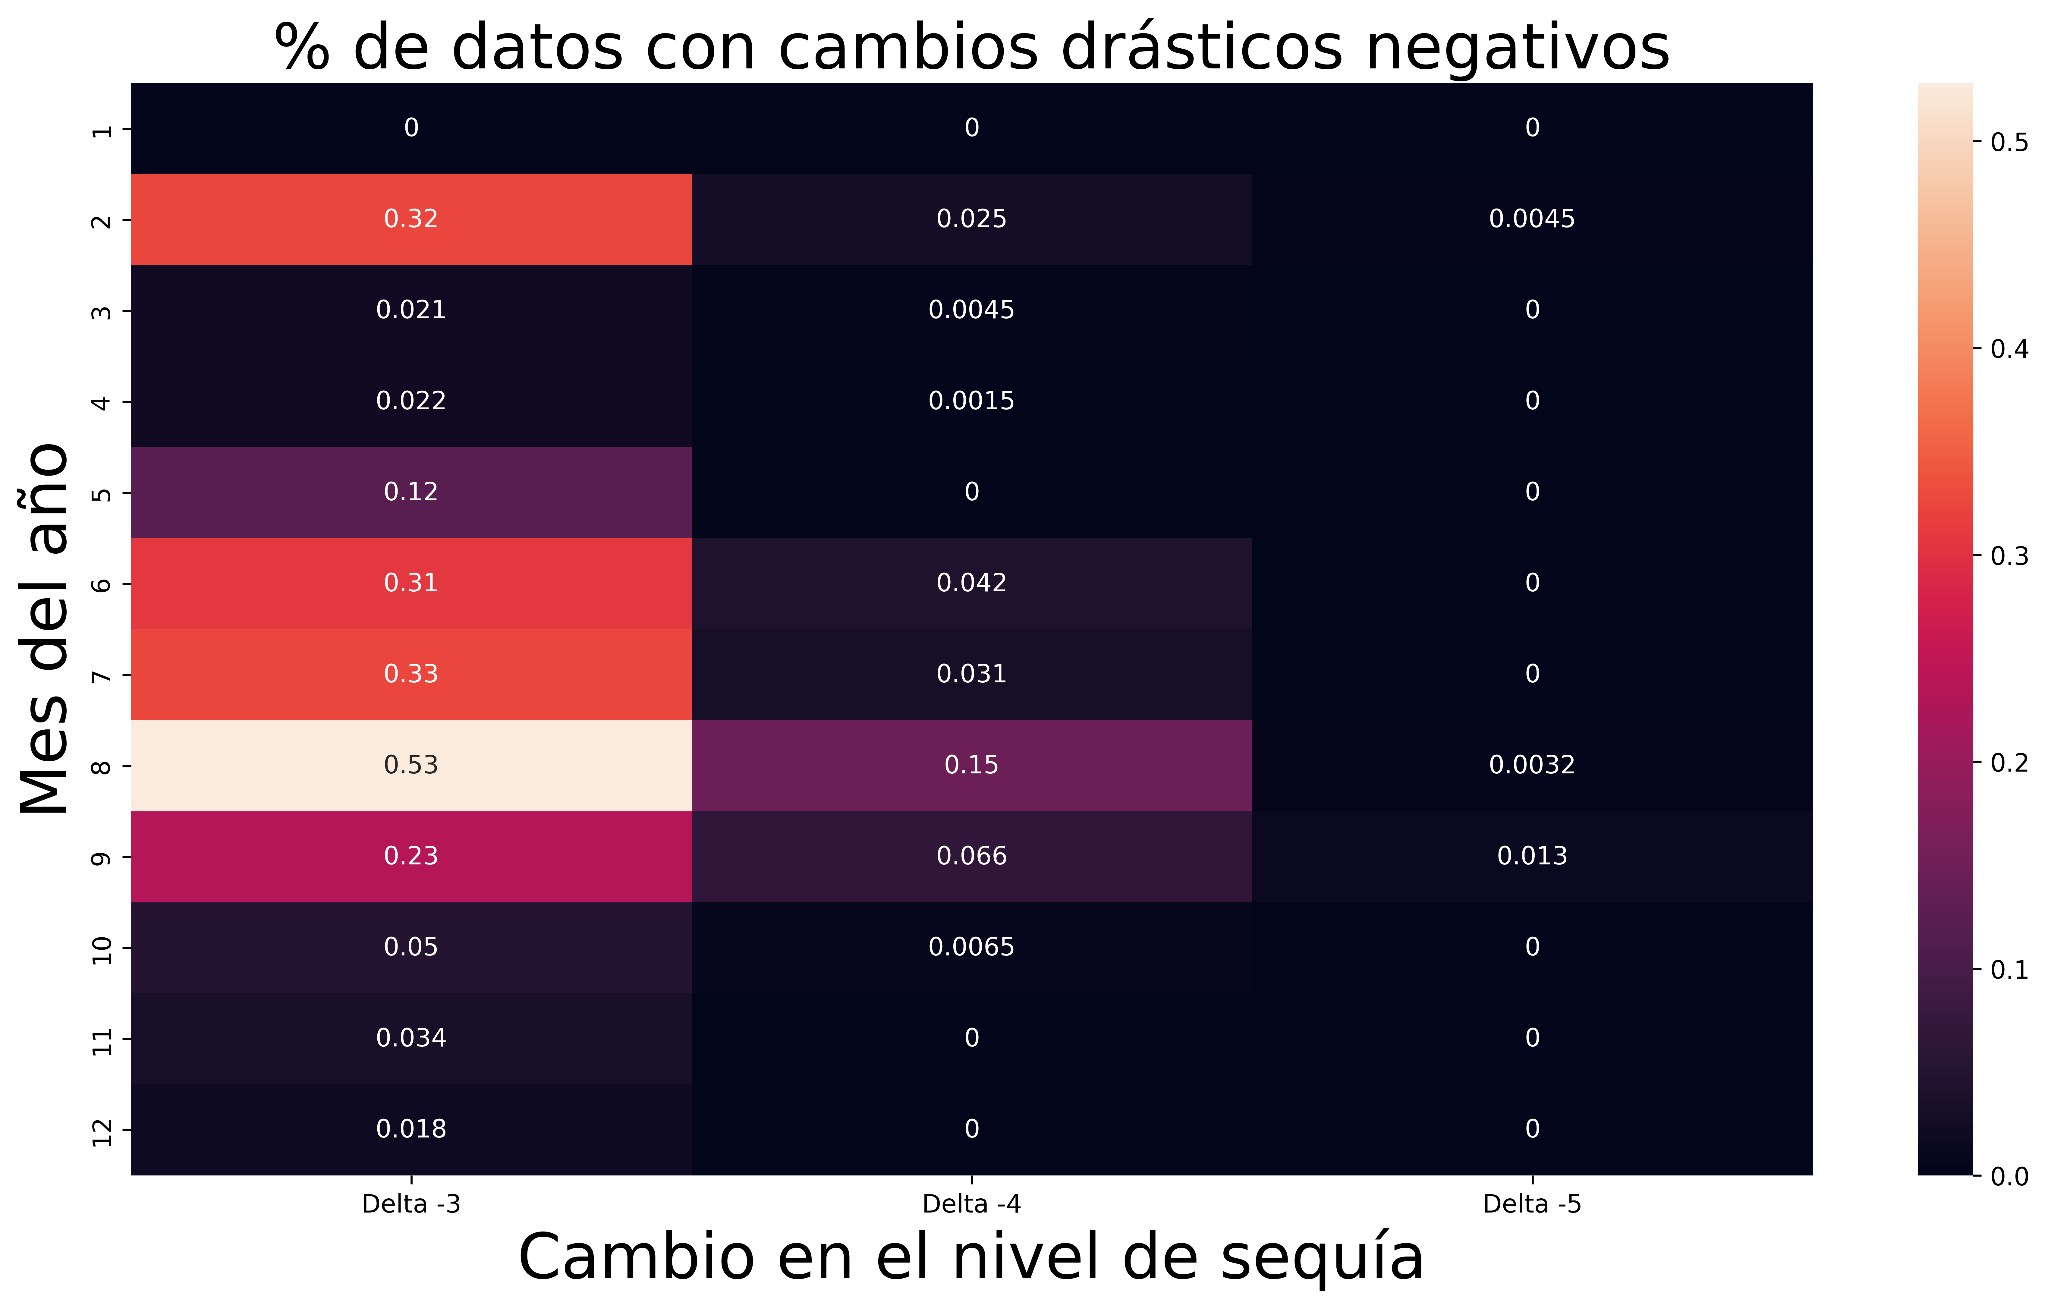 % de datos con cambios drásticos negativos
Mes del año
1 0 0 0
2 0.32 0.025 0.0045
3 0.021 0.0045 0
4 0.022 0.0015 0
5 0.12 0 0
6 0.31 0.042 0
7 0.33 0.031 0
8 0.53 0.15 0.0032
9 0.23 0.066 0.013
10 0.05 0.0065 0
11 0.034 0 0
12 0.018 0 0
Delta -3 Delta -4 Delta -5
Cambio en el nivel de sequía
0.5
0.4
0.3
0.2
0.1
0.0